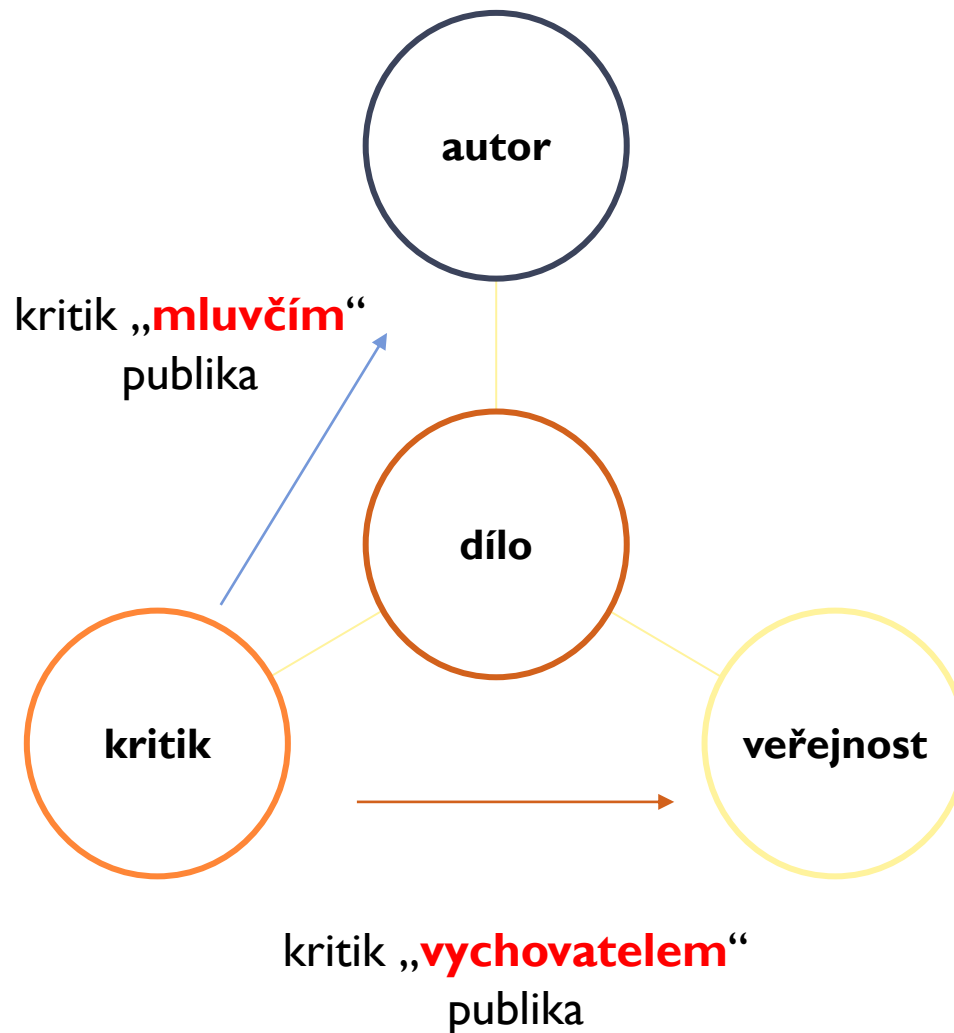 autor
kritik „mluvčím“
publika
dílo
kritik
veřejnost
kritik „vychovatelem“
publika